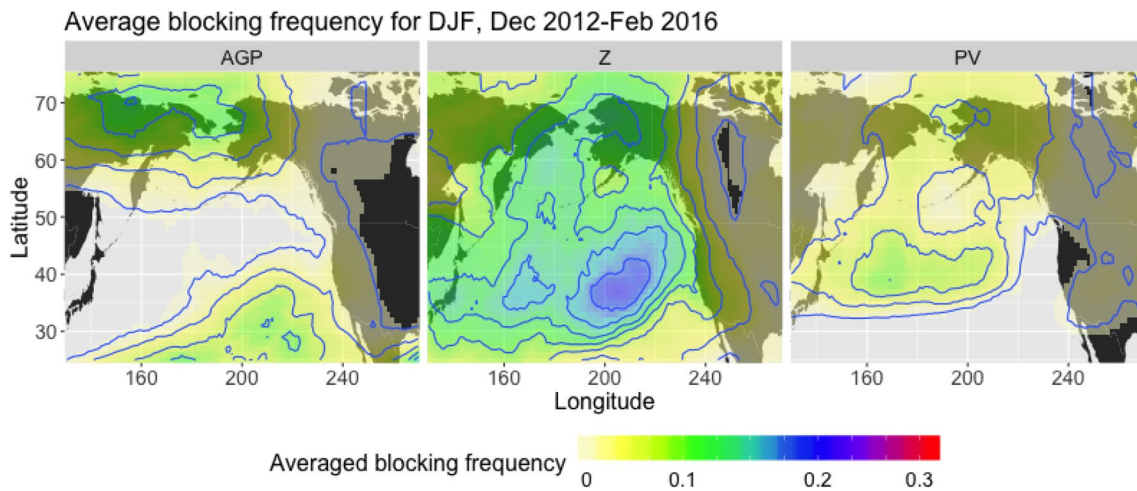 Average blocking frequency for DJF, Dec 2012-Feb 2016
AGP Z PV
70
60
50
40
30
Latitude
160 200 240 160 200 240 160 200 240
Longitude
Averaged blocking frequency
0 0.1 0.2 0.3